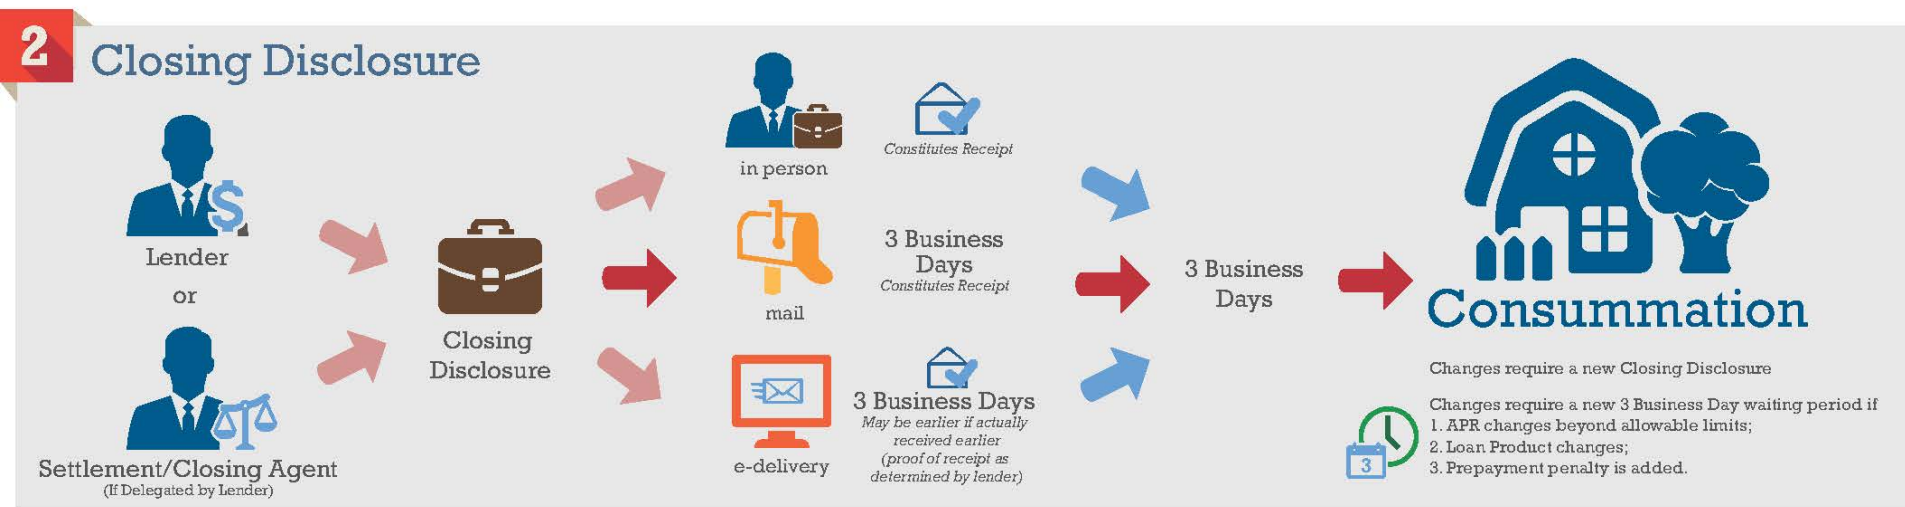 2
Closing Disclosure
Lender
or
Settlement/Closing Agent
(If Delegated by Lender)
Closing
Disclosure
in person
Constitutes Receipt
mail
3 Business
Days
Constitutes Receipt
e-delivery
3 Business Days
May be earlier if actually
received earlier
(proof of receipt as
determined by lender)
3 Business
Days
Consummation
Changes require a new Closing Disclosure
3
Changes require a new 3 Business Day waiting period if
1. APR changes beyond allowable limits;
2. Loan Product changes;
3. Prepayment penalty is added.